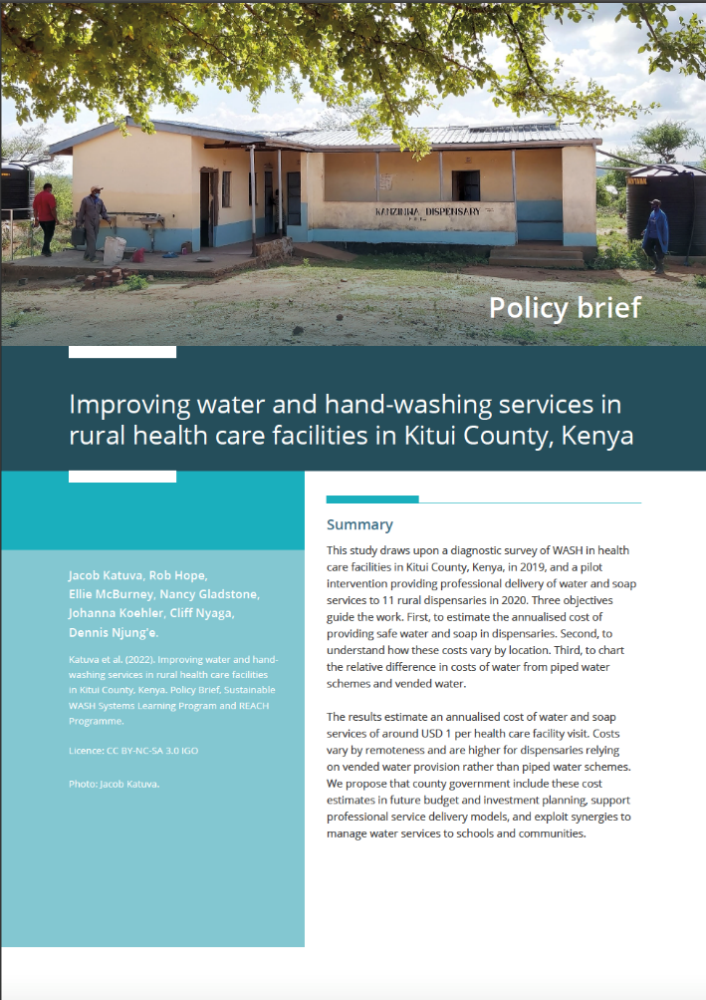 KANZINWA DISPENSARY
Policy brief
Improving water and hand-washing services in
rural health care facilities in Kitui County, Kenya
Jacob Katuva, Rob Hope,
Ellie McBurney, Nancy Gladstone,
Johanna Koehler, Cliff Nyaga,
Dennis Njung'e.
Katuva et al. (2022). Improving water and hand-
washing services in rural health care facilities
in Kitui County, Kenya. Policy Brief, Sustainable
WASH Systems Learning Program and REACH
Programme.
Licence: CC BY-NC-SA 3.0 IGO
Photo: Jacob Katuva.
Summary
This study draws upon a diagnostic survey of WASH in health
care facilities in Kitui County, Kenya, in 2019, and a pilot
intervention providing professional delivery of water and soap
services to 11 rural dispensaries in 2020. Three objectives
guide the work. First, to estimate the annualised cost of
providing safe water and soap in dispensaries. Second, to
understand how these costs vary by location. Third, to chart
the relative difference in costs of water from piped water
schemes and vended water.
The results estimate an annualised cost of water and soap
services of around USD 1 per health care facility visit. Costs
vary by remoteness and are higher for dispensaries relying
on vended water provision rather than piped water schemes.
We propose that county government include these cost
estimates in future budget and investment planning, support
professional service delivery models, and exploit synergies to
manage water services to schools and communities.